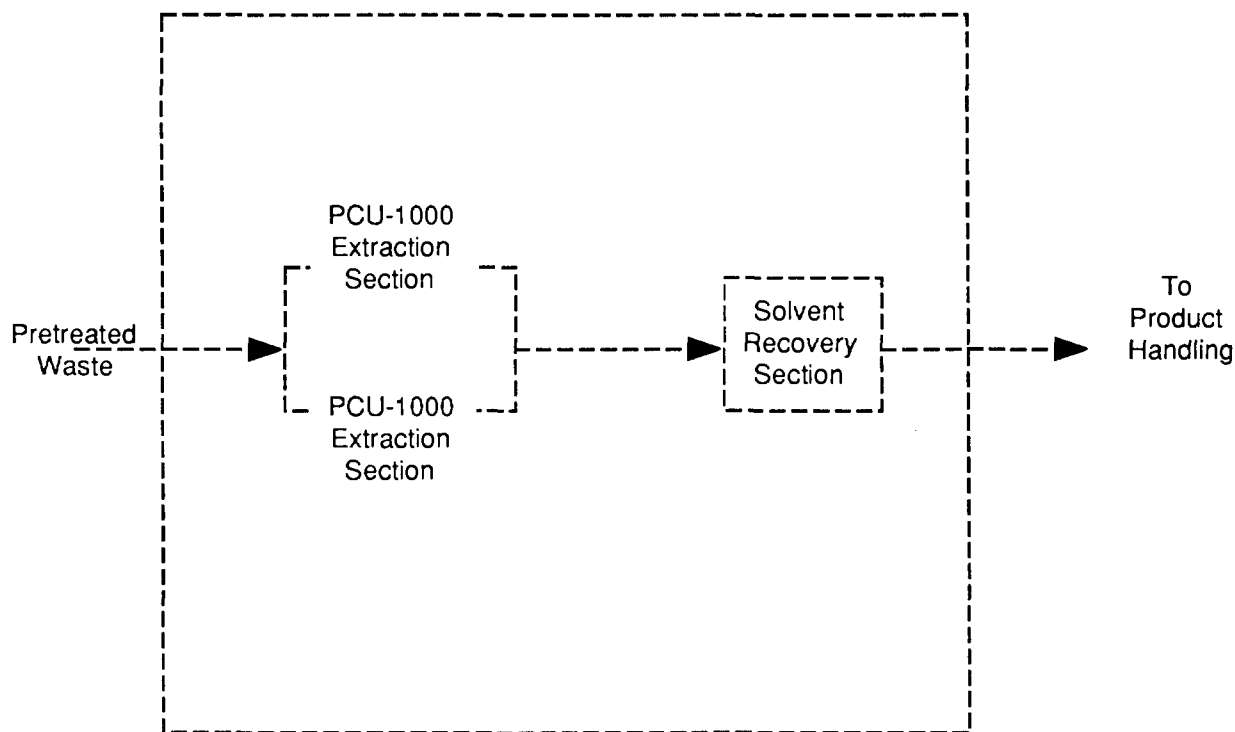 Pretreated
Waste
PCU-1000
Extraction
Section
PCU-1000
Extraction
Section
Solvent
Recovery
Section
To
Product
Handling